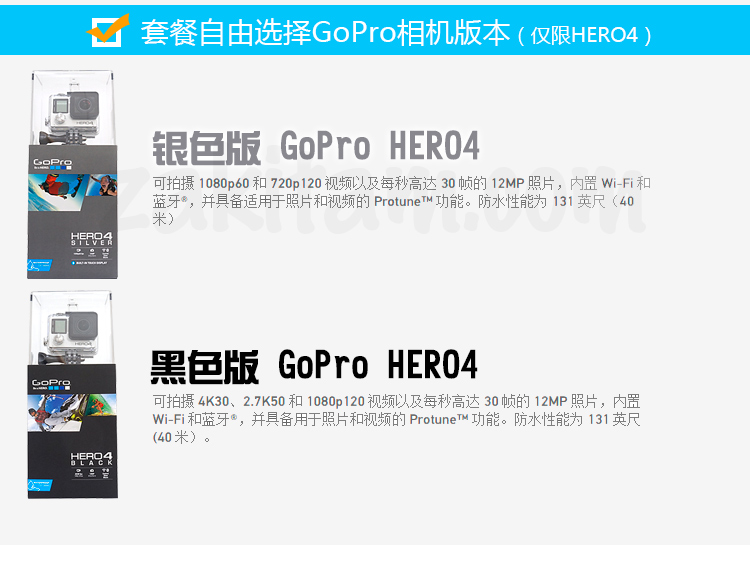 套餐自由选择GoPro相机版本（仅限HERO4）
GoPro
银色版 GoPro HERO4
可拍摄 1080p60 和 720p120 视频以及每秒高达 30 帧的 12MP 照片，内置 Wi-Fi 和
蓝牙®，并具备适用于照片和视频的 Protune™ 功能。防水性能为 131 英尺（40
米）
HERO4
SILVER
GoPro
黑色版 GoPro HERO4
可拍摄 4K30、2.7K50 和 1080p120 视频以及每秒高达 30 帧的 12MP 照片，内置
Wi-Fi 和蓝牙®，并具备用于照片和视频的 Protune™ 功能。防水性能为 131 英尺
(40 米）。
HERO4
BLACK